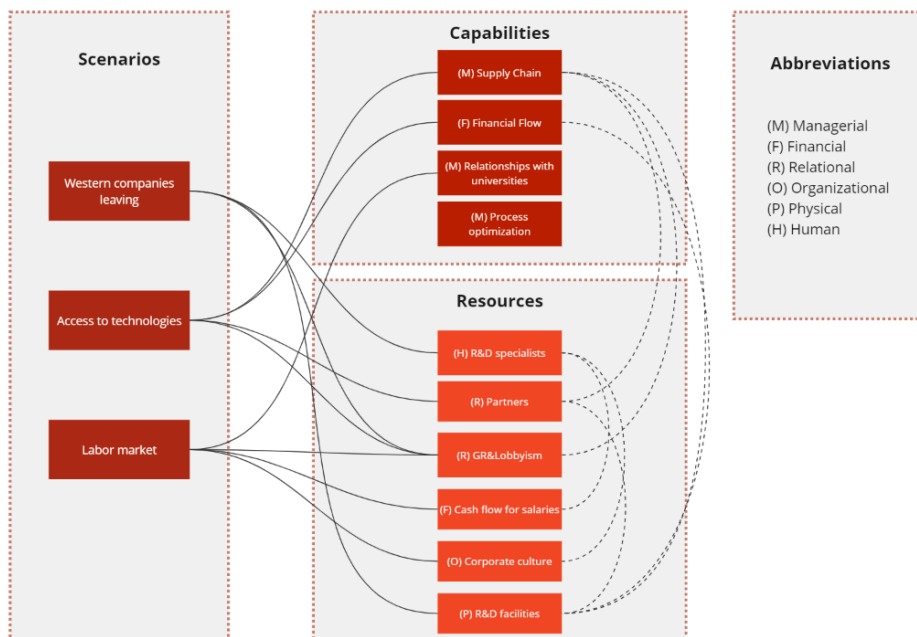 Scenarios
Western companies
leaving
Access to technologies
Labor market
Capabilities
(M) Supply Chain
(F) Financial Flow
(M) Relationships with
universities
(M) Process
optimization
Resources
(H) R&D specialists
(R) Partners
(R) GR&Lobbyism
(F) Cash flow for salaries
(O) Corporate culture
(P) R&D facilities
Abbreviations
(M) Managerial
(F) Financial
(R) Relational
(O) Organizational
(P) Physical
(H) Human